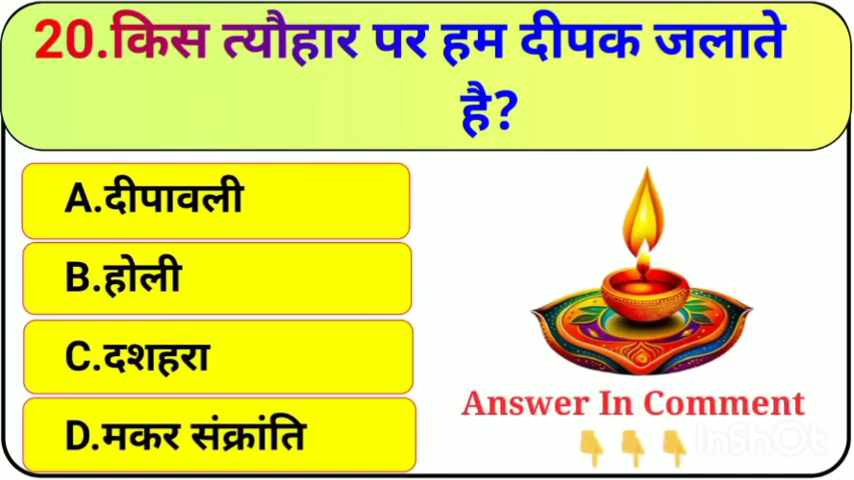 20.किस त्यौहार पर हम दीपक जलाते
है?
A.दीपावली
B.होली
C.दशहरा
D.मकर संक्रांति
Answer In Comment
InShOt